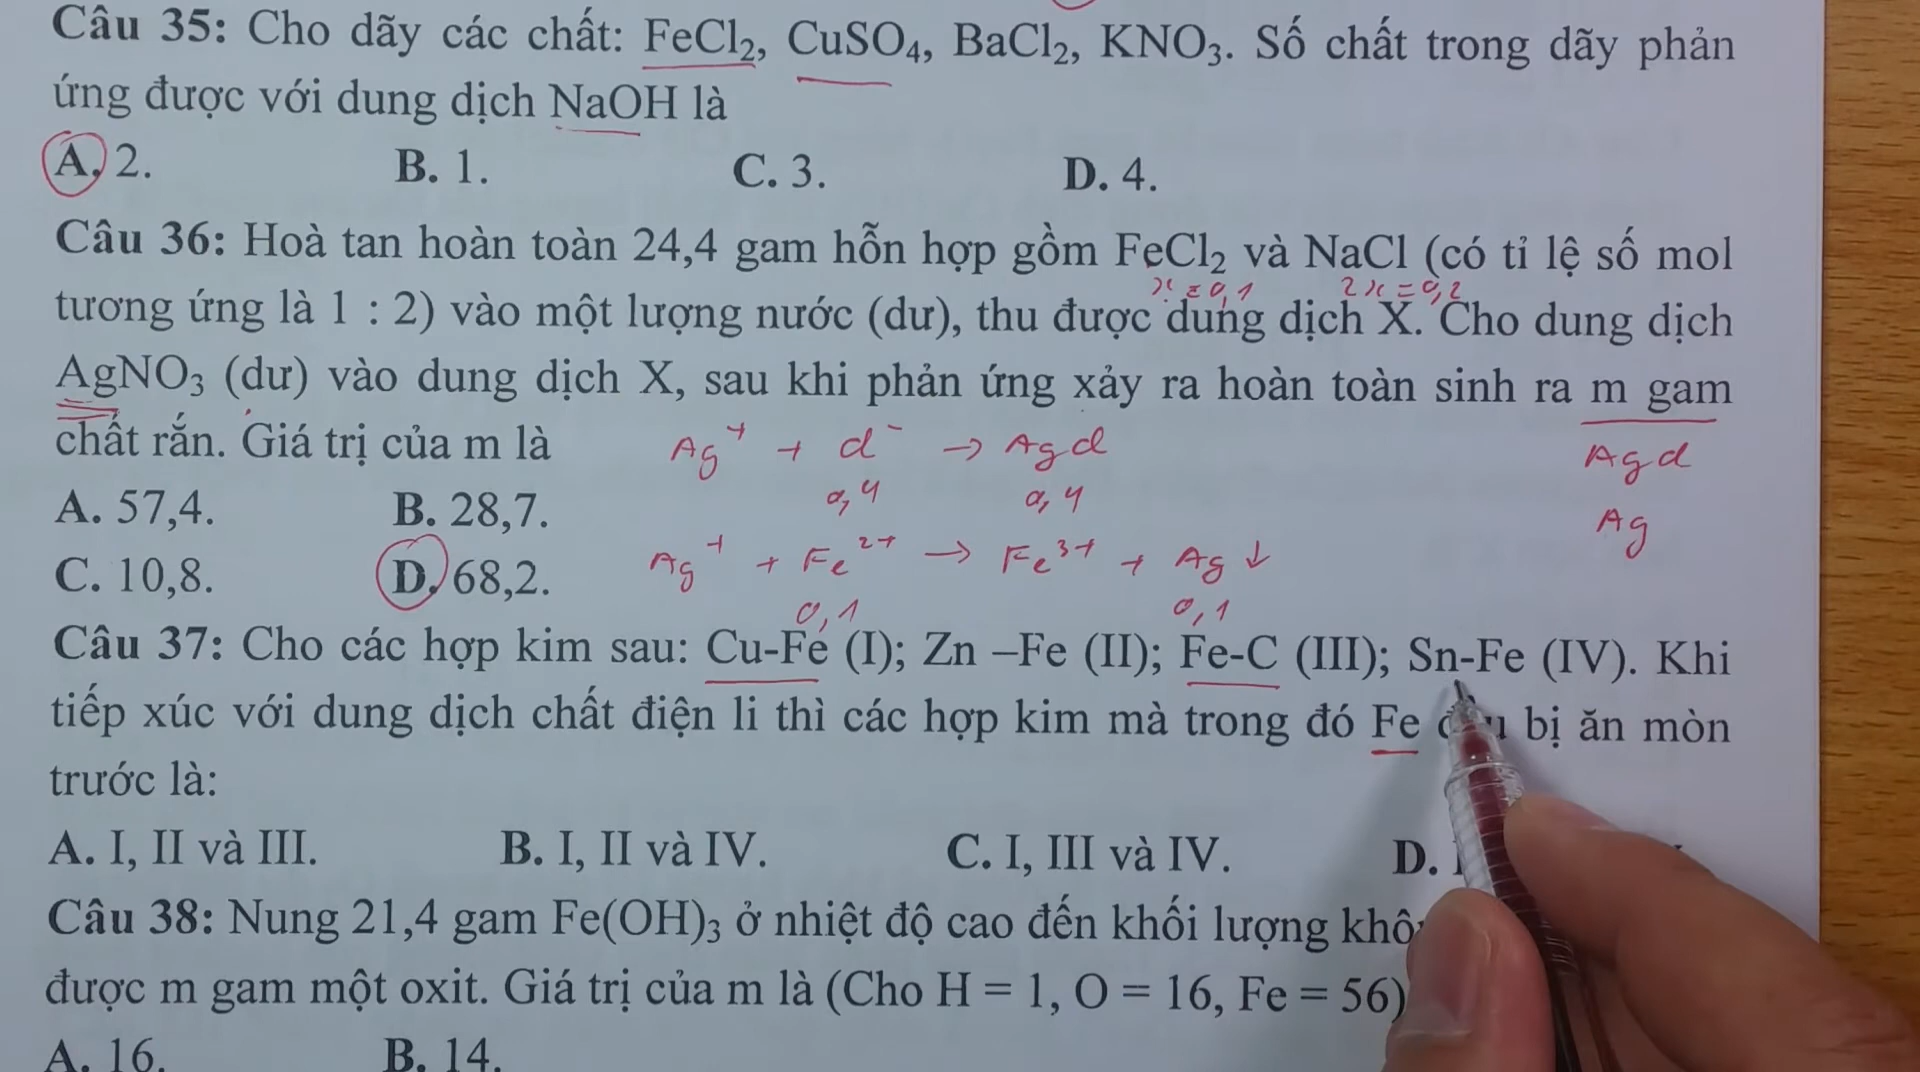 Câu 35: Cho dãy các chất: FeCl₂, CuSO₄, BaCl₂, KNO₃. Số chất trong dãy phản
ứng được với dung dịch NaOH là
A. 2. B. 1. C. 3. D. 4.
Câu 36: Hoà tan hoàn toàn 24,4 gam hỗn hợp gồm FeCl₂ và NaCl (có tỉ lệ số mol
x = 0,1 2x = 0,2
tương ứng là 1 : 2) vào một lượng nước (dư), thu được dung dịch X. Cho dung dịch
AgNO₃ (dư) vào dung dịch X, sau khi phản ứng xảy ra hoàn toàn sinh ra m gam
chất rắn. Giá trị của m là
Ag⁺ + Cl⁻ → AgCl
0,4 0,4
AgCl
Ag
A. 57,4. B. 28,7.
C. 10,8. D. 68,2.
Ag⁺ + Fe²⁺ → Fe³⁺ + Ag ↓
0,1 0,1
Câu 37: Cho các hợp kim sau: Cu-Fe (I); Zn –Fe (II); Fe-C (III); Sn-Fe (IV). Khi
tiếp xúc với dung dịch chất điện li thì các hợp kim mà trong đó Fe bị ăn mòn
trước là:
A. I, II và III. B. I, II và IV. C. I, III và IV. D.
Câu 38: Nung 21,4 gam Fe(OH)₃ ở nhiệt độ cao đến khối lượng
được m gam một oxit. Giá trị của m là (Cho H = 1, O = 16, Fe = 56)
A. 16. B. 14.